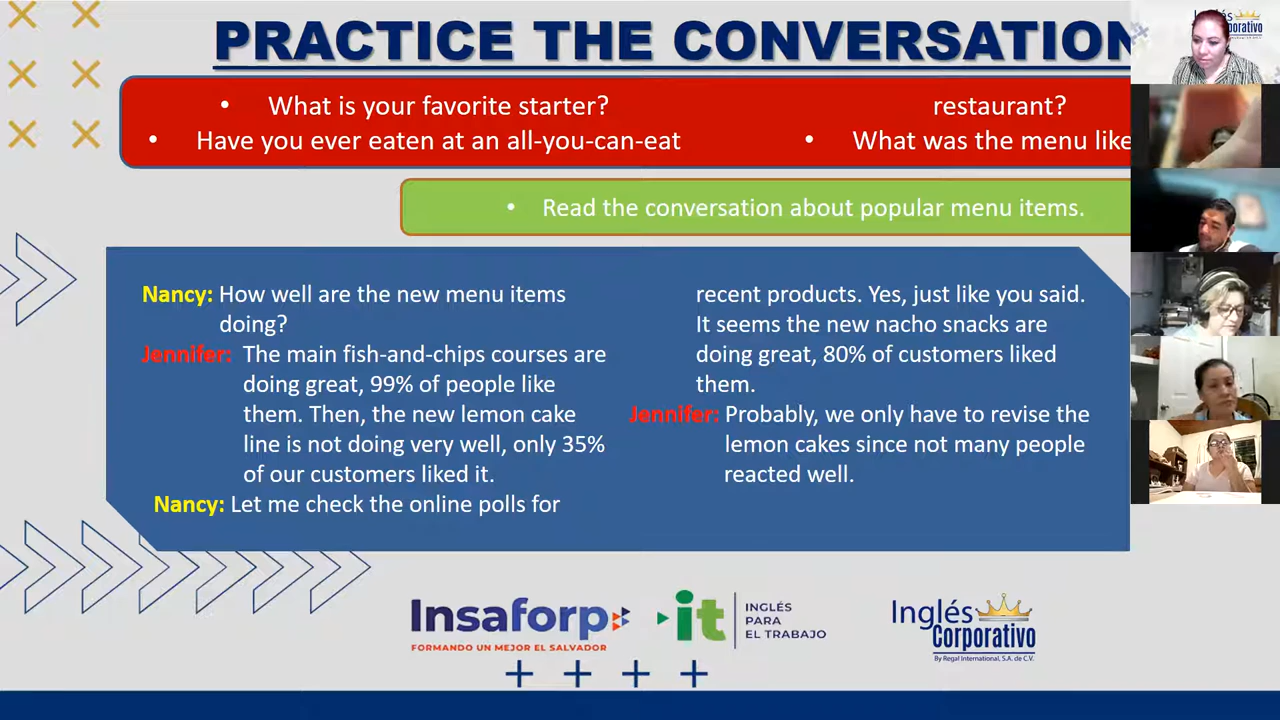 PRACTICE THE CONVERSATION
• What is your favorite starter?
• Have you ever eaten at an all-you-can-eat
restaurant?
• What was the menu like
• Read the conversation about popular menu items.
Nancy: How well are the new menu items
doing?
Jennifer: The main fish-and-chips courses are
doing great, 99% of people like
them. Then, the new lemon cake
line is not doing very well, only 35%
of our customers liked it.
Nancy: Let me check the online polls for
recent products. Yes, just like you said.
It seems the new nacho snacks are
doing great, 80% of customers liked
them.
Jennifer: Probably, we only have to revise the
lemon cakes since not many people
reacted well.
Insaforp
FORMANDO UN MEJOR EL SALVADOR
it
INGLÉS
PARA
EL TRABAJO
Inglés
Corporativo
By Regal International, S.A. de C.V.